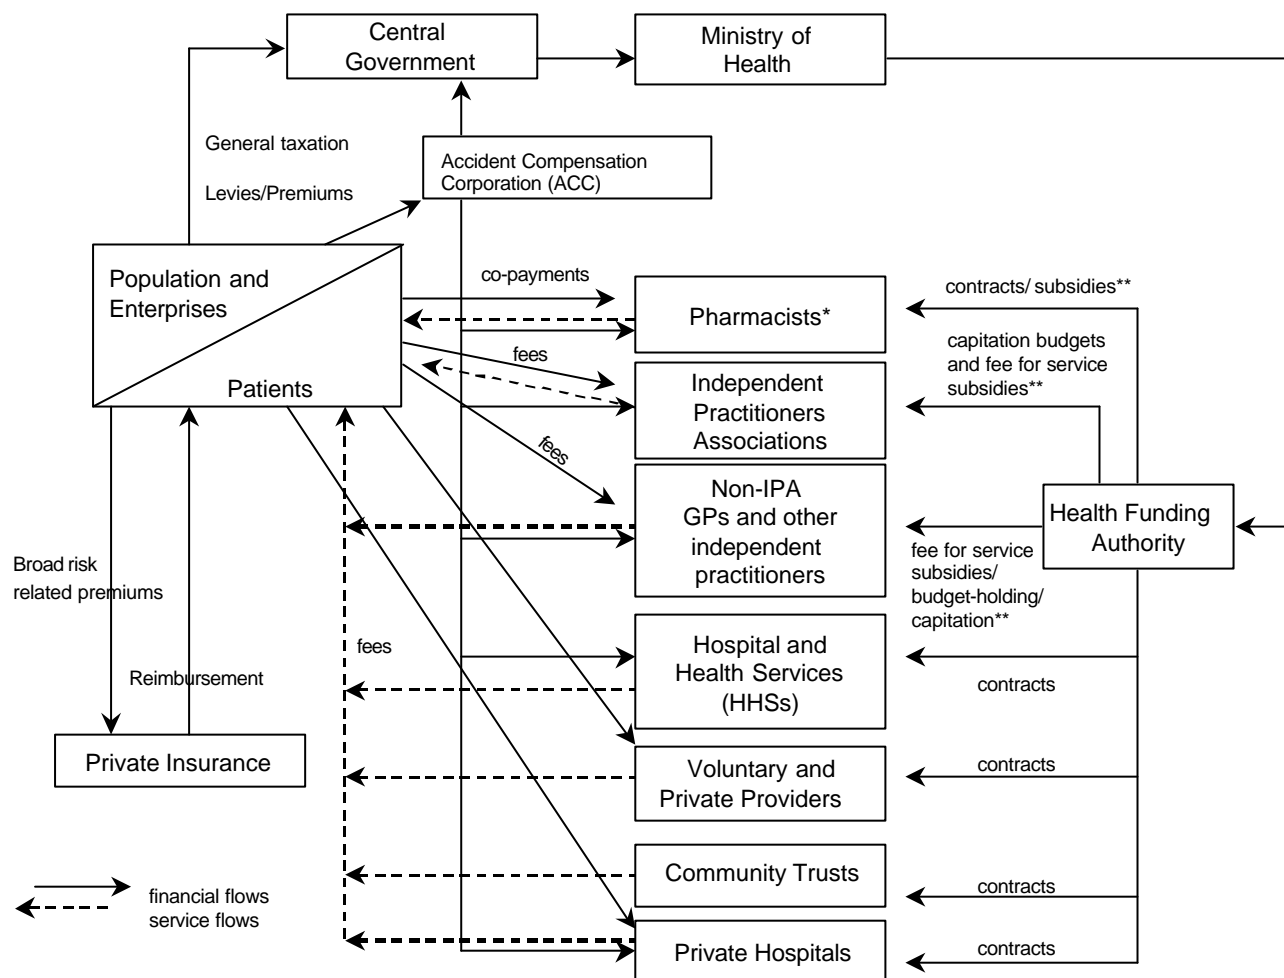 Central
Government
Ministry of
Health
General taxation
Levies/Premiums
Accident Compensation
Corporation (ACC)
Population and
Enterprises
Patients
co-payments
Pharmacists*
contracts/ subsidies**
fees
Independent
Practitioners
Associations
capitation budgets
and fee for service
subsidies**
fees
Non-IPA
GPs and other
independent
practitioners
Health Funding
Authority
fee for service
subsidies/
budget-holding/
capitation**
Broad risk
related premiums
Reimbursement
fees
Hospital and
Health Services
(HHSs)
contracts
Private Insurance
Voluntary and
Private Providers
contracts
Community Trusts
contracts
financial flows
service flows
Private Hospitals
contracts